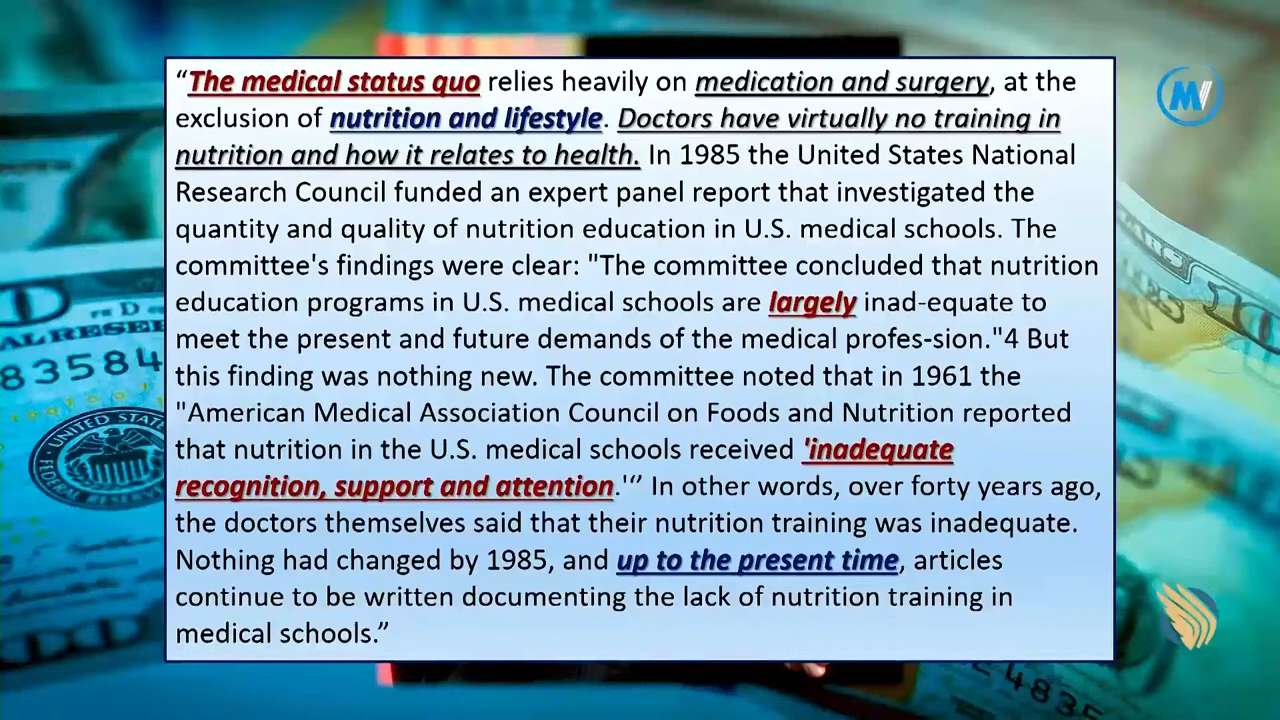 “The medical status quo relies heavily on medication and surgery, at the
exclusion of nutrition and lifestyle. Doctors have virtually no training in
nutrition and how it relates to health. In 1985 the United States National
Research Council funded an expert panel report that investigated the
quantity and quality of nutrition education in U.S. medical schools. The
committee's findings were clear: "The committee concluded that nutrition
education programs in U.S. medical schools are largely inad-equate to
meet the present and future demands of the medical profes-sion."4 But
this finding was nothing new. The committee noted that in 1961 the
"American Medical Association Council on Foods and Nutrition reported
that nutrition in the U.S. medical schools received 'inadequate
recognition, support and attention.'” In other words, over forty years ago,
the doctors themselves said that their nutrition training was inadequate.
Nothing had changed by 1985, and up to the present time, articles
continue to be written documenting the lack of nutrition training in
medical schools.”
MV
83584
UNITED STATES
4835